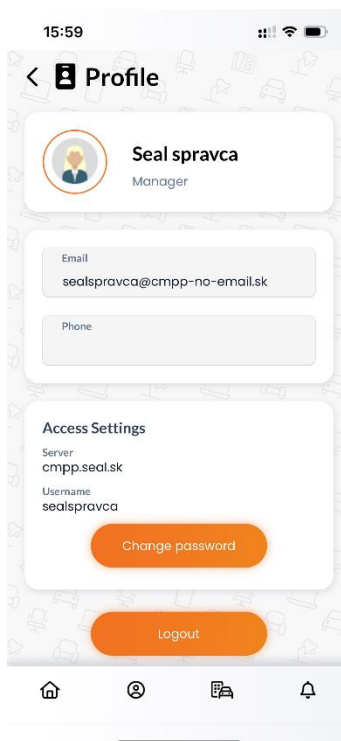 15:59
Profile
Seal spravca
Manager
Email
sealspravca@cmpp-no-email.sk
Phone
Access Settings
Server
cmpp.seal.sk
Username
sealspravca
Change password
Logout